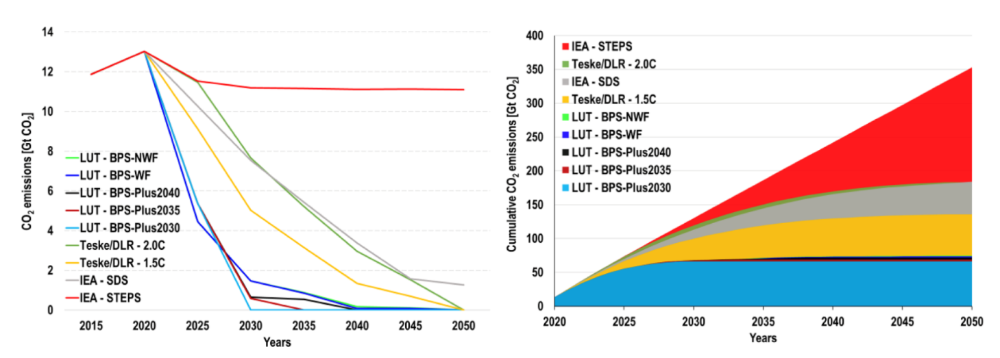 14
12
10
8
6
4
2
0
CO2 emissions [Gt CO2]
LUT - BPS-NWF
LUT - BPS-WF
LUT - BPS-Plus2040
LUT - BPS-Plus2035
LUT - BPS-Plus2030
Teske/DLR - 2.0C
Teske/DLR - 1.5C
IEA - SDS
IEA - STEPS
2015 2020 2025 2030 2035 2040 2045 2050
Years
400
350
300
250
200
150
100
50
0
Cumulative CO2 emissions [Gt CO2]
IEA - STEPS
Teske/DLR - 2.0C
IEA - SDS
Teske/DLR - 1.5C
LUT - BPS-NWF
LUT - BPS-WF
LUT - BPS-Plus2040
LUT - BPS-Plus2035
LUT - BPS-Plus2030
2020 2025 2030 2035 2040 2045 2050
Years